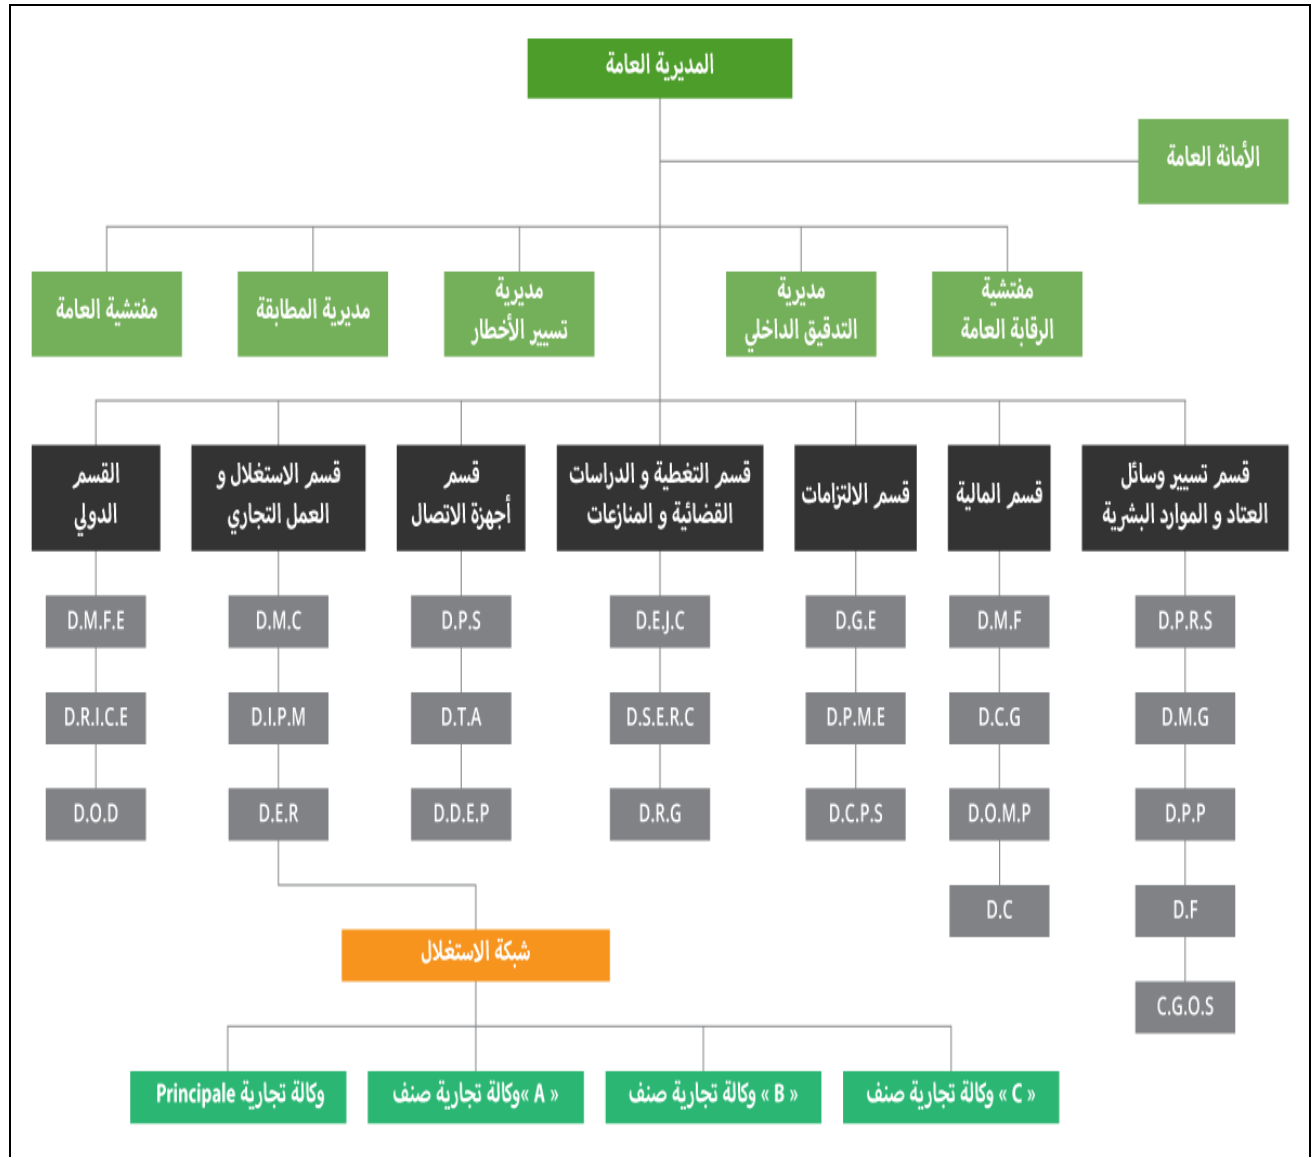 المديرية العامة
الأمانة العامة
مفتشية
الرقابة العامة
مديرية
التدقيق الداخلي
مديرية
تسيير الأخطار
مديرية المطابقة
مفتشية العامة
قسم تسيير وسائل
العتاد و الموارد البشرية
قسم المالية
قسم الالتزامات
قسم التغطية و الدراسات
القضائية و المنازعات
قسم
أجهزة الاتصال
قسم الاستغلال و
العمل التجاري
القسم
الدولي
D.P.R.S
D.M.F
D.G.E
D.E.J.C
D.P.S
D.M.C
D.M.F.E
D.M.G
D.C.G
D.P.M.E
D.S.E.R.C
D.T.A
D.I.P.M
D.R.I.C.E
D.P.P
D.O.M.P
D.C.P.S
D.R.G
D.D.E.P
D.E.R
D.O.D
D.F
D.C
C.G.O.S
شبكة الاستغلال
« C » وكالة تجارية صنف
« B » وكالة تجارية صنف
« A »وكالة تجارية صنف
وكالة تجارية Principale